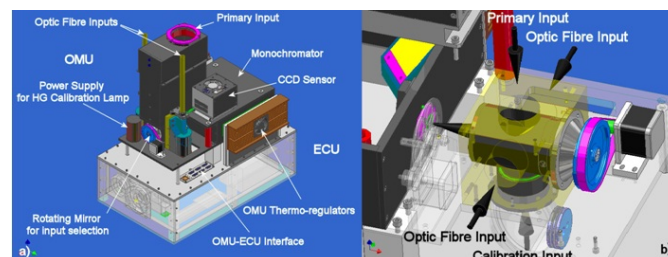 Optic Fibre Inputs
Primary Input
OMU
Monochromator
Power Supply
for HG Calibration Lamp
CCD Sensor
ECU
Rotating Mirror
for input selection
OMU Thermo-regulators
OMU-ECU Interface
a)
Primary Input
Optic Fibre Input
Optic Fibre Input
Calibration Input
b